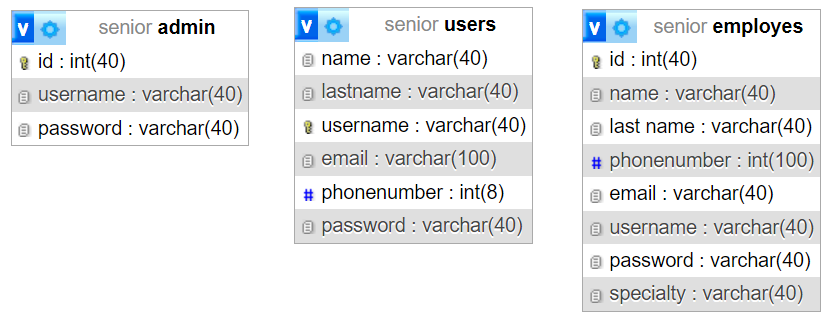 v senior admin
id : int(40)
username : varchar(40)
password : varchar(40)
v senior users
name : varchar(40)
lastname : varchar(40)
username : varchar(40)
email : varchar(100)
# phonenumber : int(8)
password : varchar(40)
v senior employes
id : int(40)
name : varchar(40)
last name : varchar(40)
# phonenumber : int(100)
email : varchar(40)
username : varchar(40)
password : varchar(40)
specialty : varchar(40)